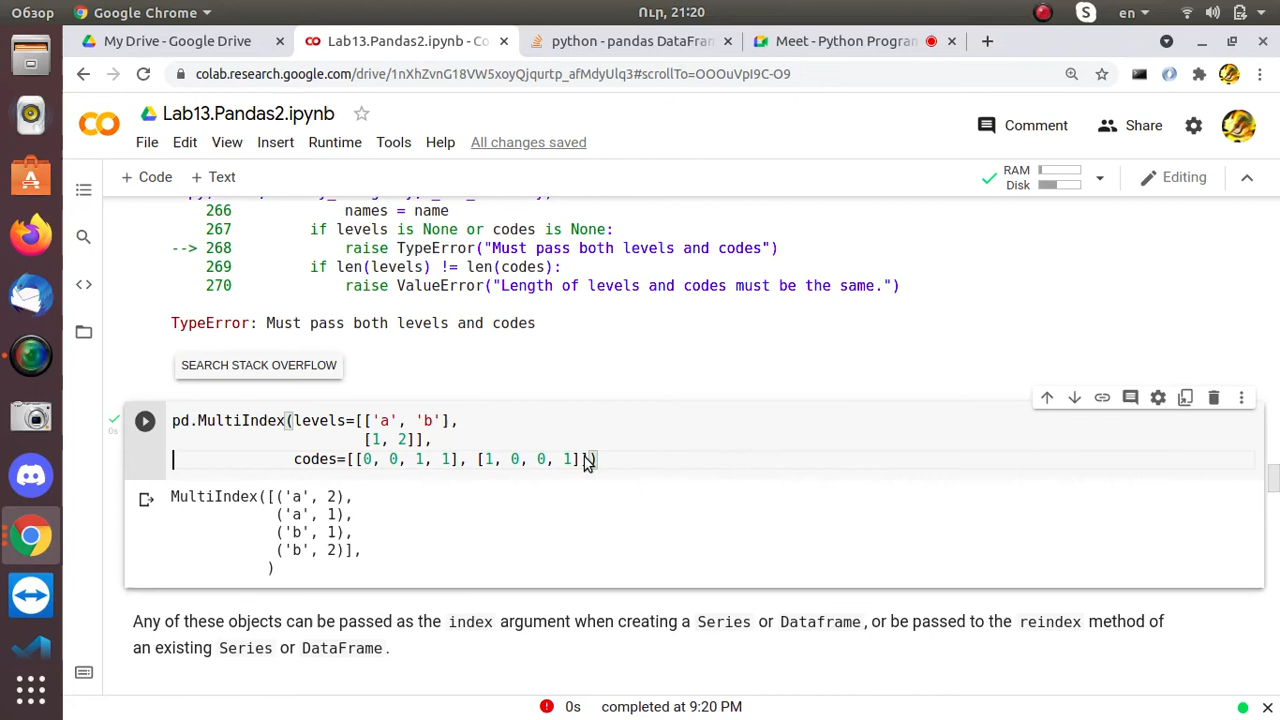 Обзор
Google Chrome
Ուր, 21:20
en
My Drive - Google Drive
Lab13.Pandas2.ipynb - Co
python - pandas DataFram
Meet - Python Program
colab.research.google.com/drive/1nXhZvnG18VW5xoyQjqurtp_afMdyUlq3#scrollTo=OOOuVpI9C-O9
Lab13.Pandas2.ipynb
Comment
Share
File Edit View Insert Runtime Tools Help All changes saved
+ Code + Text
RAM
Disk
Editing
266 names = name
267 if levels is None or codes is None:
--> 268 raise TypeError("Must pass both levels and codes")
269 if len(levels) != len(codes):
270 raise ValueError("Length of levels and codes must be the same.")
TypeError: Must pass both levels and codes
SEARCH STACK OVERFLOW
0s
pd.MultiIndex(levels=[['a', 'b'],
[1, 2]],
codes=[[0, 0, 1, 1], [1, 0, 0, 1]])
MultiIndex([('a', 2),
('a', 1),
('b', 1),
('b', 2)],
)
Any of these objects can be passed as the index argument when creating a Series or Dataframe, or be passed to the reindex method of
an existing Series or DataFrame.
0s completed at 9:20 PM